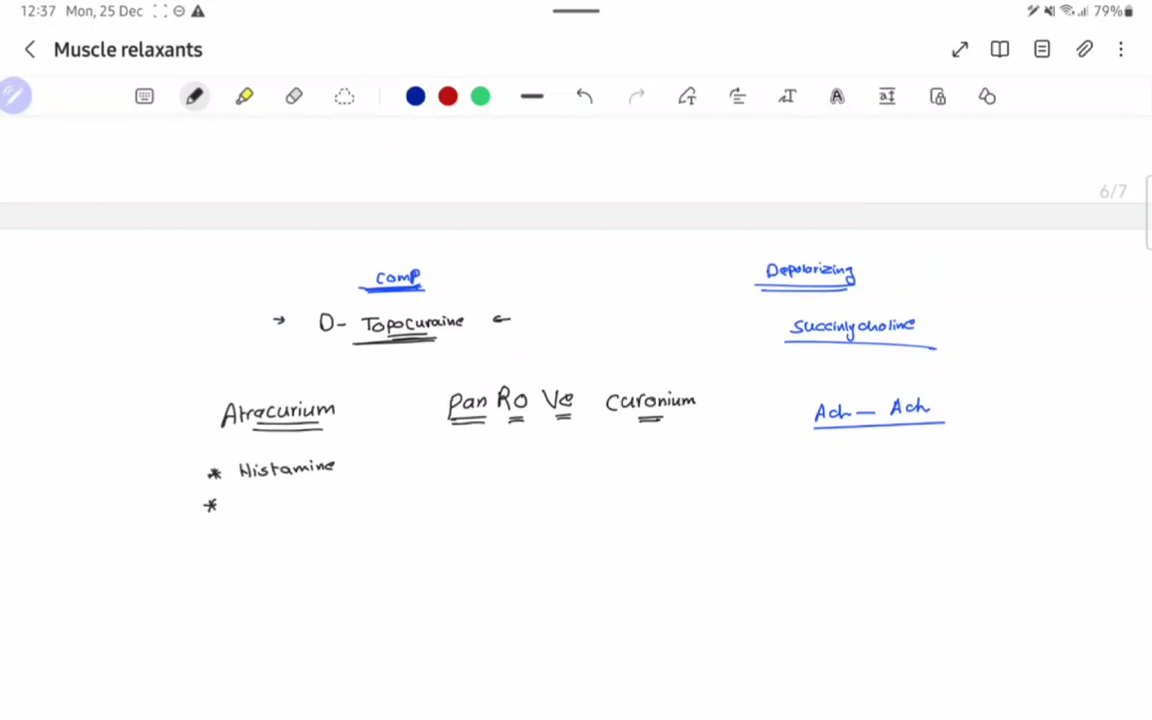 12:37 Mon, 25 Dec
79%
Muscle relaxants
6/7
Comp
Depolarizing
→ D- Topocuraine ←
Succinlycholine
Atracurium
Pan Ro Ve Curonium
Ach — Ach
* Histamine
*